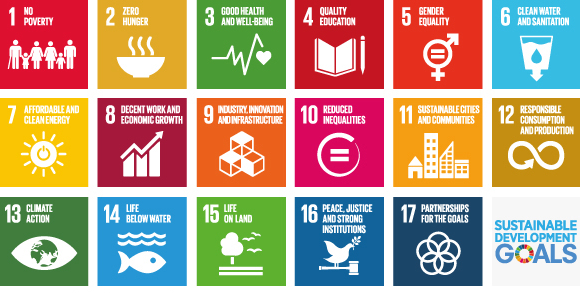 1 NO
POVERTY
2 ZERO
HUNGER
3 GOOD HEALTH
AND WELL-BEING
4 QUALITY
EDUCATION
5 GENDER
EQUALITY
6 CLEAN WATER
AND SANITATION
7 AFFORDABLE AND
CLEAN ENERGY
8 DECENT WORK AND
ECONOMIC GROWTH
9 INDUSTRY, INNOVATION
AND INFRASTRUCTURE
10 REDUCED
INEQUALITIES
11 SUSTAINABLE CITIES
AND COMMUNITIES
12 RESPONSIBLE
CONSUMPTION
AND PRODUCTION
13 CLIMATE
ACTION
14 LIFE
BELOW WATER
15 LIFE
ON LAND
16 PEACE, JUSTICE
AND STRONG
INSTITUTIONS
17 PARTNERSHIPS
FOR THE GOALS
SUSTAINABLE
DEVELOPMENT
GOALS